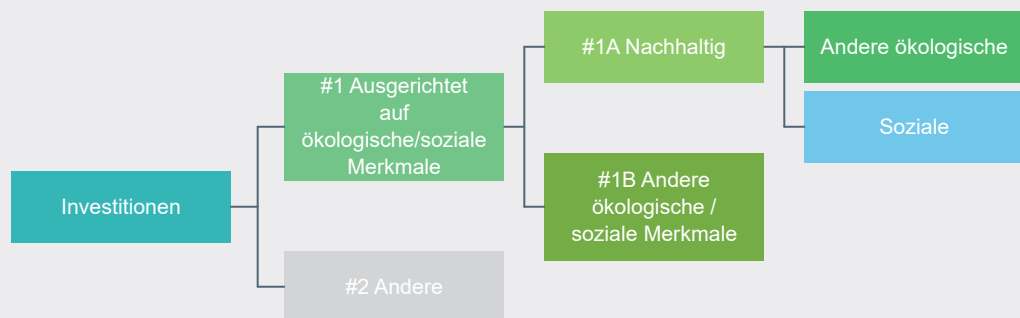 #1A Nachhaltig
Andere ökologische
#1 Ausgerichtet
auf
ökologische/soziale
Merkmale
Soziale
#1B Andere
ökologische /
soziale Merkmale
Investitionen
#2 Andere